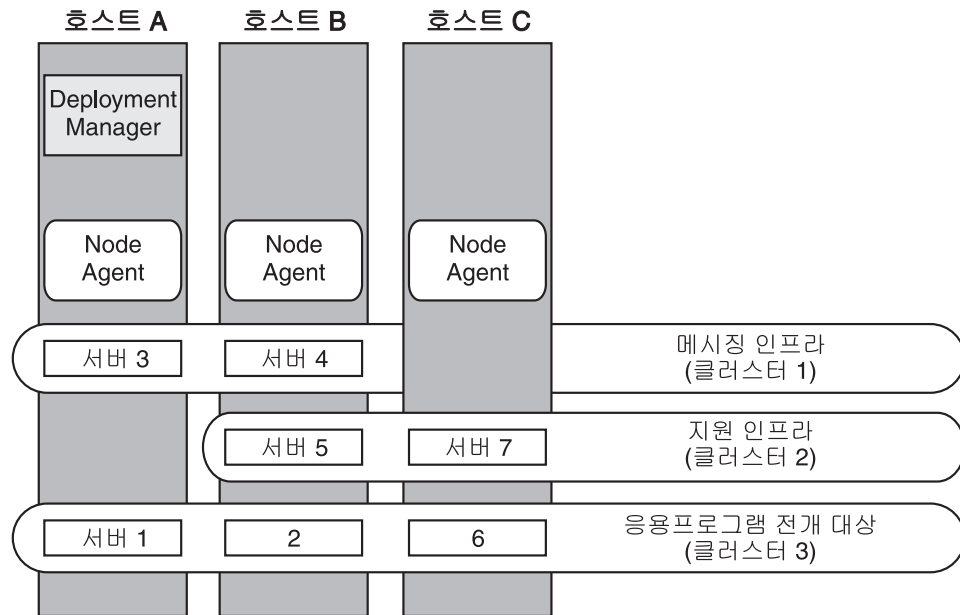 호스트 A
호스트 B
호스트 C
Deployment
Manager
Node
Agent
Node
Agent
Node
Agent
서버 3
서버 4
메시징 인프라
(클러스터 1)
서버 5
서버 7
지원 인프라
(클러스터 2)
서버 1
2
6
응용프로그램 전개 대상
(클러스터 3)